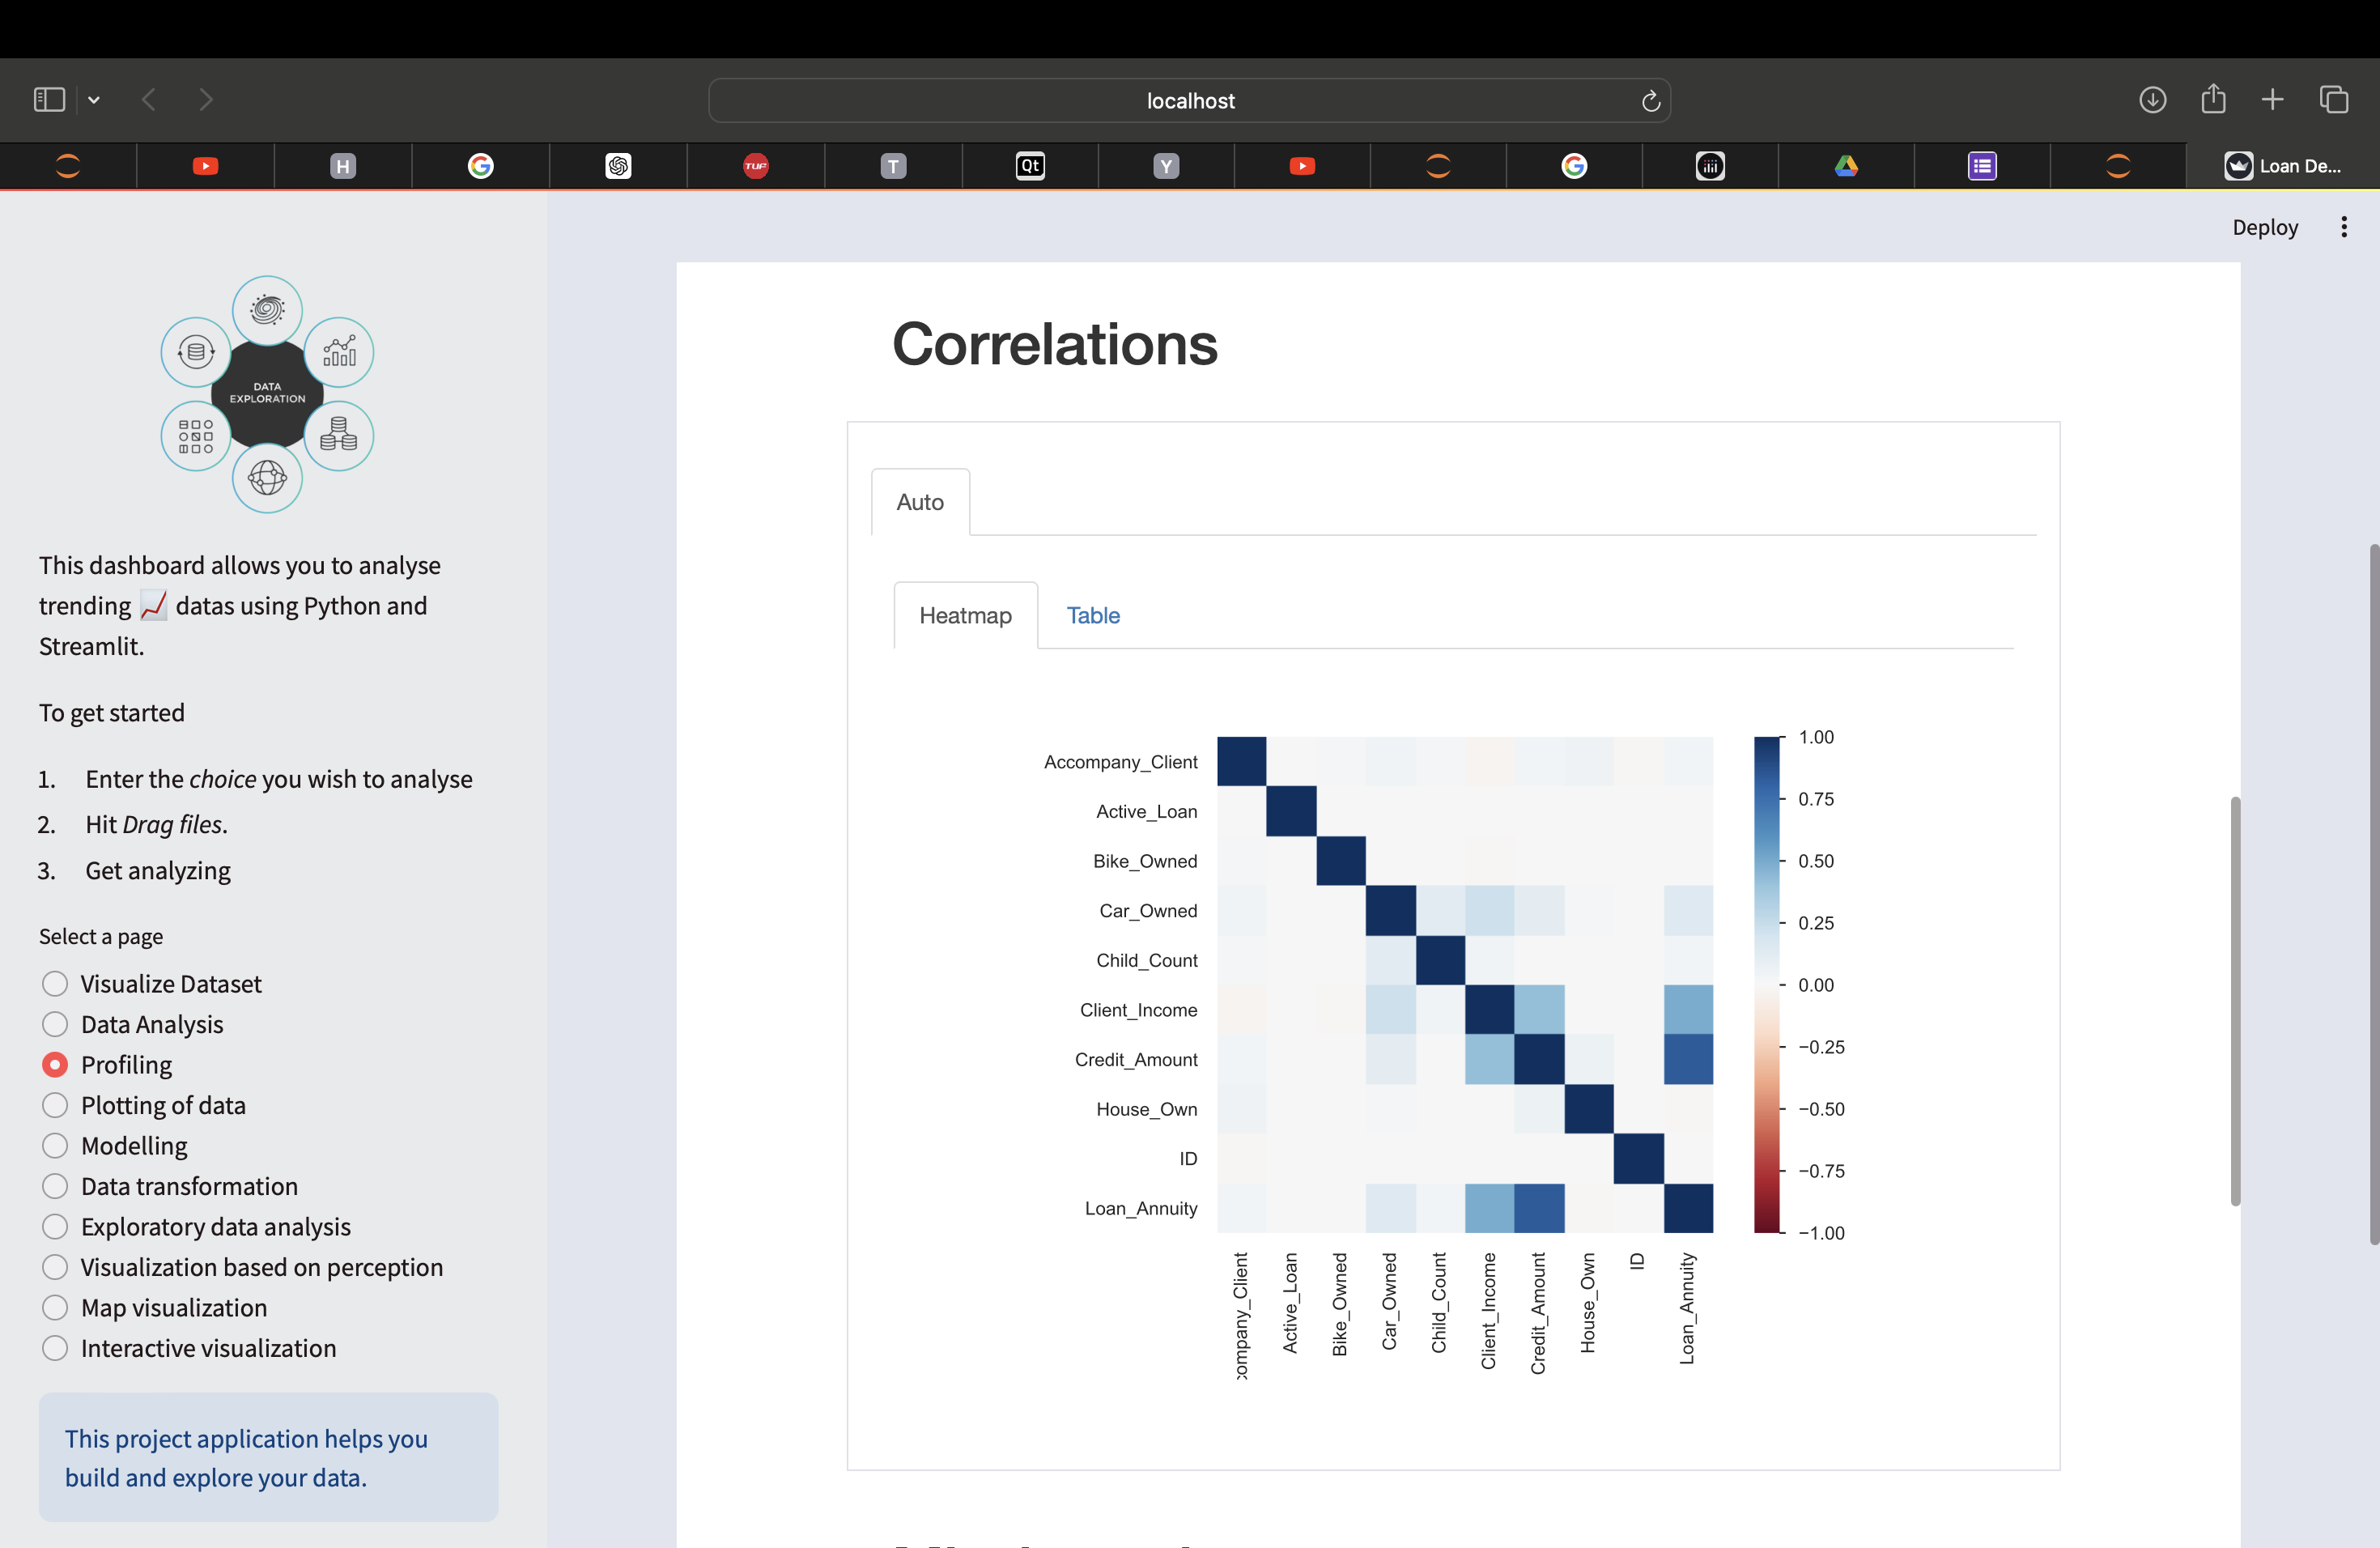 localhost
H
TUP
T
Qt
Y
Loan De...
Deploy
DATA
EXPLORATION
This dashboard allows you to analyse
trending 📈 datas using Python and
Streamlit.
To get started
1. Enter the choice you wish to analyse
2. Hit Drag files.
3. Get analyzing
Select a page
Visualize Dataset
Data Analysis
Profiling
Plotting of data
Modelling
Data transformation
Exploratory data analysis
Visualization based on perception
Map visualization
Interactive visualization
This project application helps you
build and explore your data.
Correlations
Auto
Heatmap Table
Accompany_Client
Active_Loan
Bike_Owned
Car_Owned
Child_Count
Client_Income
Credit_Amount
House_Own
ID
Loan_Annuity
company_Client
Active_Loan
Bike_Owned
Car_Owned
Child_Count
Client_Income
Credit_Amount
House_Own
ID
Loan_Annuity
1.00
0.75
0.50
0.25
0.00
−0.25
−0.50
−0.75
−1.00